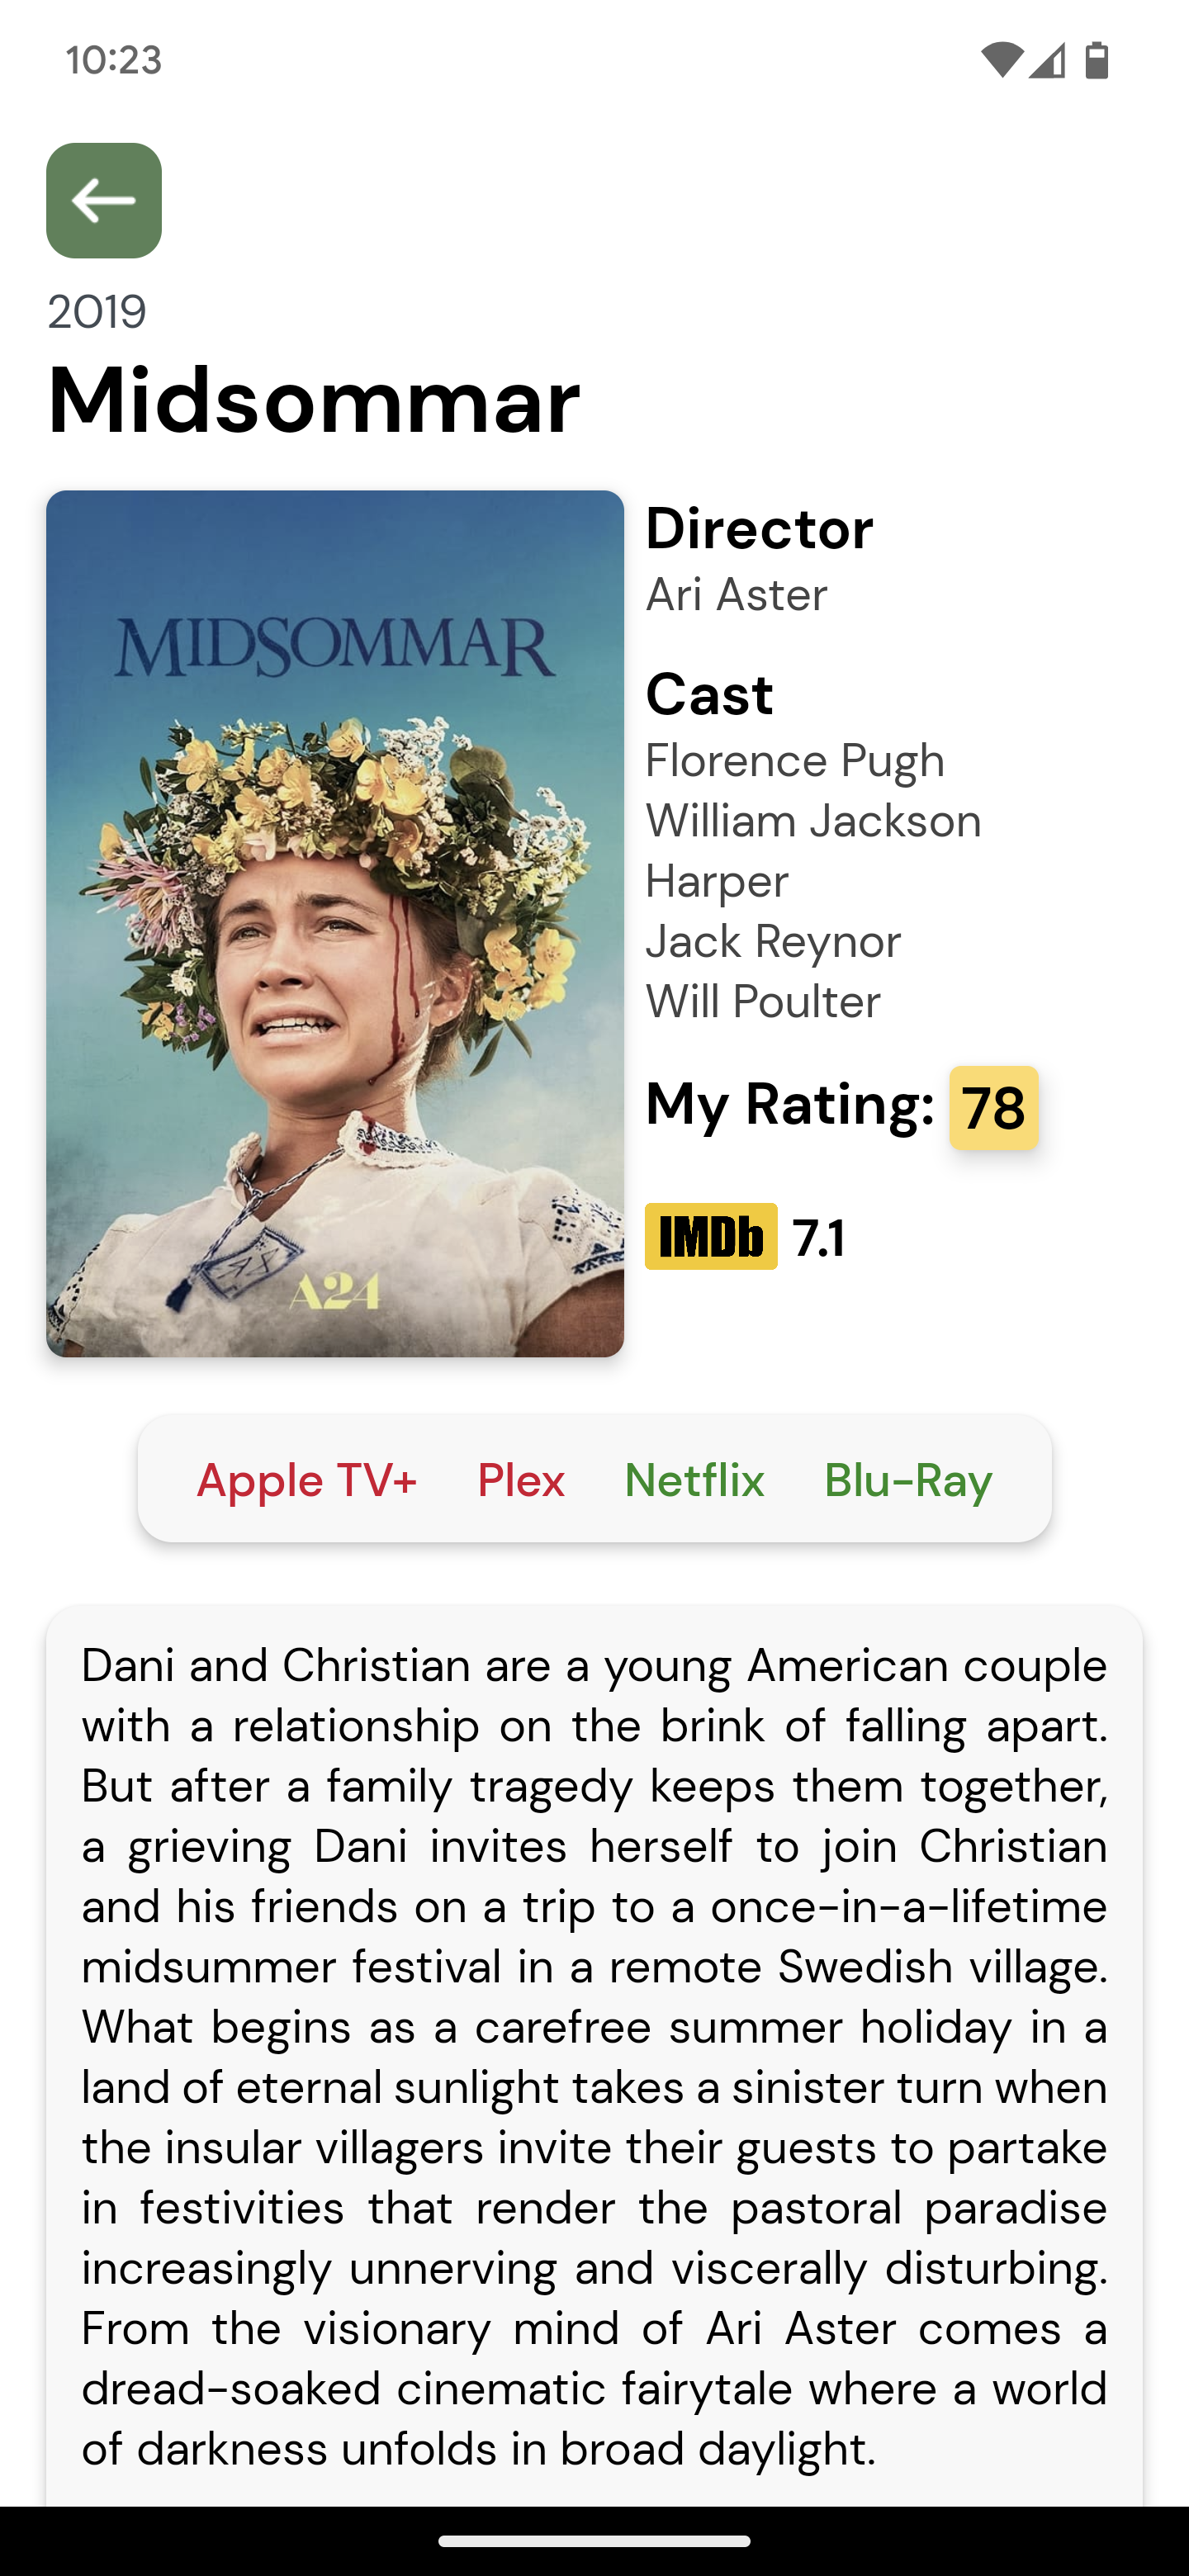 10:23
2019
Midsommar
MIDSOMMAR
A24
Director
Ari Aster
Cast
Florence Pugh
William Jackson
Harper
Jack Reynor
Will Poulter
My Rating: 78
IMDb 7.1
Apple TV+ Plex Netflix Blu-Ray
Dani and Christian are a young American couple
with a relationship on the brink of falling apart.
But after a family tragedy keeps them together,
a grieving Dani invites herself to join Christian
and his friends on a trip to a once-in-a-lifetime
midsummer festival in a remote Swedish village.
What begins as a carefree summer holiday in a
land of eternal sunlight takes a sinister turn when
the insular villagers invite their guests to partake
in festivities that render the pastoral paradise
increasingly unnerving and viscerally disturbing.
From the visionary mind of Ari Aster comes a
dread-soaked cinematic fairytale where a world
of darkness unfolds in broad daylight.